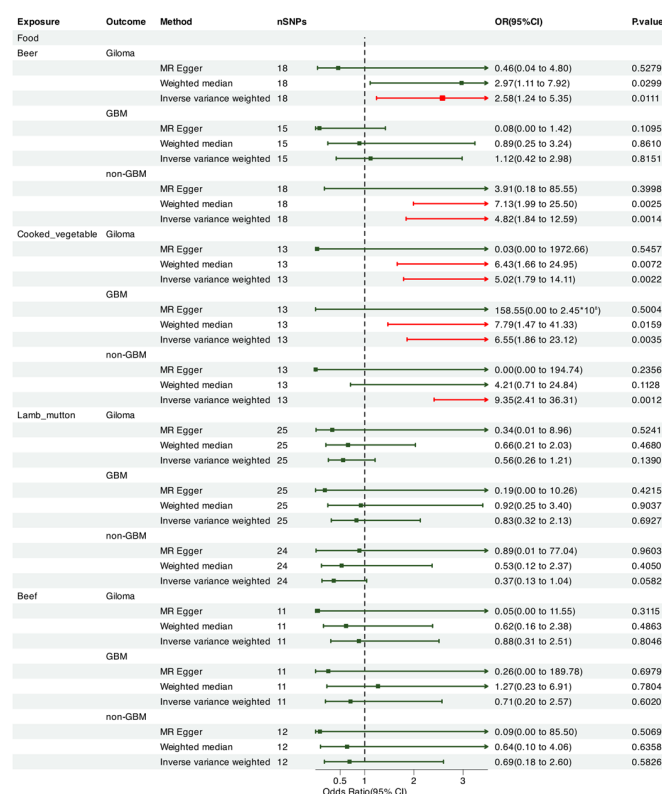 Exposure Outcome Method nSNPs OR(95%CI) P.value
Food
Beer Giloma
MR Egger 18 0.46(0.04 to 4.80) 0.5279
Weighted median 18 2.97(1.11 to 7.92) 0.0299
Inverse variance weighted 18 2.58(1.24 to 5.35) 0.0111
GBM
MR Egger 15 0.08(0.00 to 1.42) 0.1095
Weighted median 15 0.89(0.25 to 3.24) 0.8610
Inverse variance weighted 15 1.12(0.42 to 2.98) 0.8151
non-GBM
MR Egger 18 3.91(0.18 to 85.55) 0.3998
Weighted median 18 7.13(1.99 to 25.50) 0.0025
Inverse variance weighted 18 4.82(1.84 to 12.59) 0.0014
Cooked_vegetable Giloma
MR Egger 13 0.03(0.00 to 1972.66) 0.5457
Weighted median 13 6.43(1.66 to 24.95) 0.0072
Inverse variance weighted 13 5.02(1.79 to 14.11) 0.0022
GBM
MR Egger 13 158.55(0.00 to 0.5004
Weighted median 13 7.79(1.47 to 41.33) 0.0159
Inverse variance weighted 13 6.55(1.86 to 23.12) 0.0035
non-GBM
MR Egger 13 0.00(0.00 to 194.74) 0.2356
Weighted median 13 4.21(0.71 to 24.84) 0.1128
Inverse variance weighted 13 9.35(2.41 to 36.31) 0.0012
Lamb_mutton Giloma
MR Egger 25 0.34(0.01 to 8.96) 0.5241
Weighted median 25 0.66(0.21 to 2.03) 0.4680
Inverse variance weighted 25 0.56(0.26 to 1.21) 0.1390
GBM
MR Egger 25 0.19(0.00 to 10.26) 0.4215
Weighted median 25 0.92(0.25 to 3.40) 0.9037
Inverse variance weighted 25 0.83(0.32 to 2.13) 0.6927
non-GBM
MR Egger 24 0.89(0.01 to 77.04) 0.9603
Weighted median 24 0.53(0.12 to 2.37) 0.4050
Inverse variance weighted 24 0.37(0.13 to 1.04) 0.0582
Beef Giloma
MR Egger 11 0.05(0.00 to 11.55) 0.3115
Weighted median 11 0.62(0.16 to 2.38) 0.4863
Inverse variance weighted 11 0.88(0.31 to 2.51) 0.8046
GBM
MR Egger 11 0.26(0.00 to 189.78) 0.6979
Weighted median 11 1.27(0.23 to 6.91) 0.7804
Inverse variance weighted 11 0.71(0.20 to 2.57) 0.6020
non-GBM
MR Egger 12 0.09(0.00 to 85.50) 0.5069
Weighted median 12 0.64(0.10 to 4.06) 0.6358
Inverse variance weighted 12 0.69(0.18 to 2.60) 0.5826
0.5 1 2 3
Odds Ratio(95% CI)